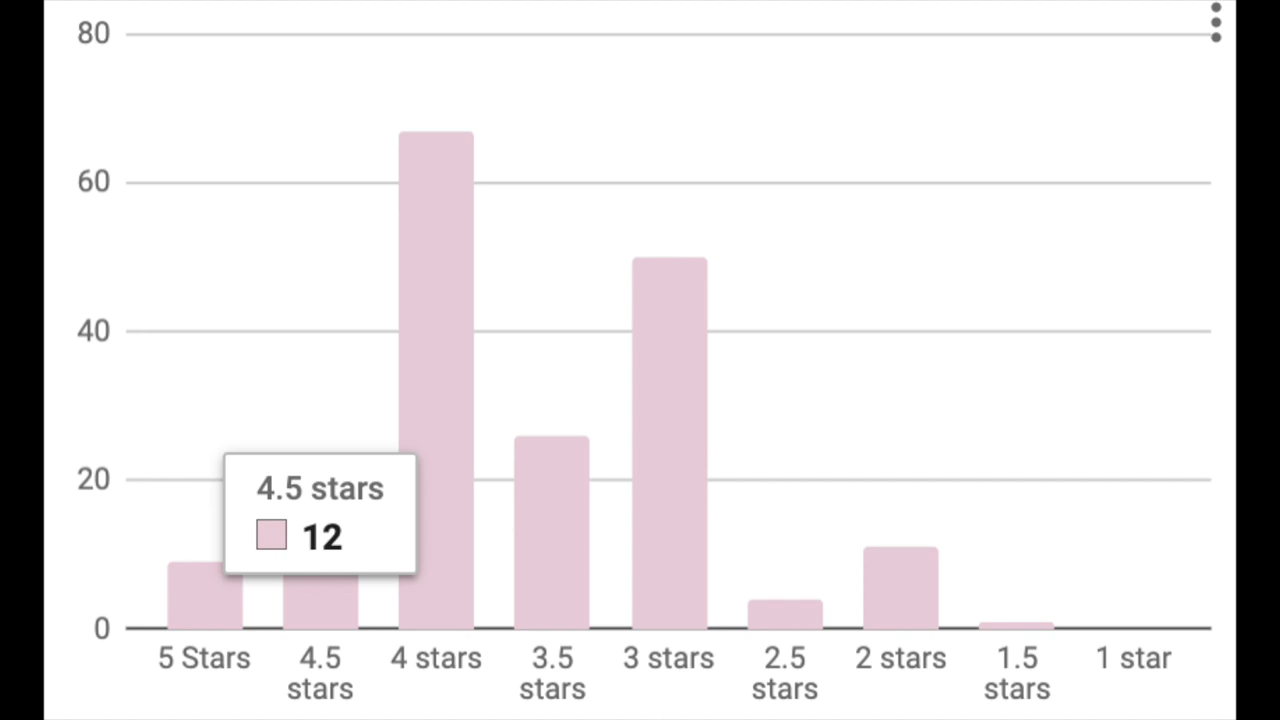 80
60
40
20
0
4.5 stars
12
5 Stars
4.5
stars
4 stars
3.5
stars
3 stars
2.5
stars
2 stars
1.5
stars
1 star